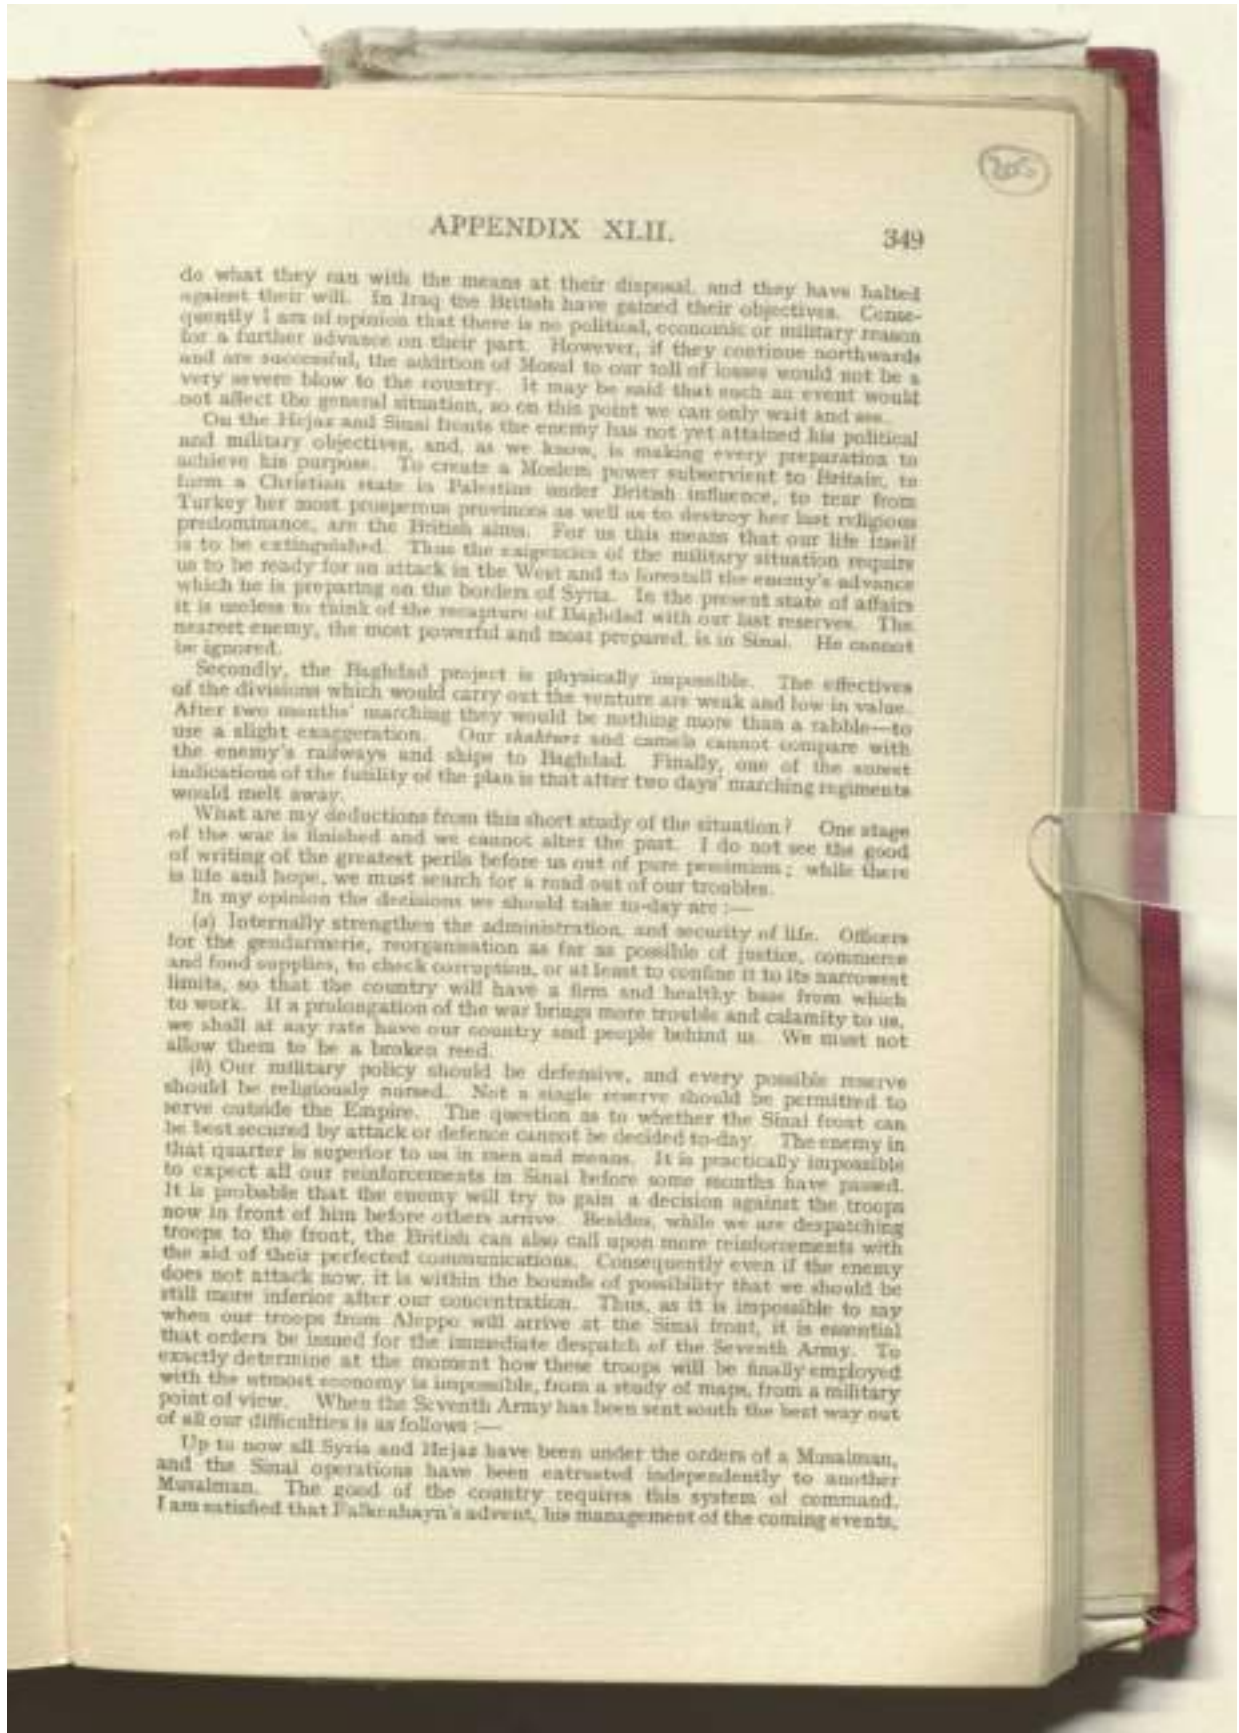 205
APPENDIX XLII.
349
do what they can with the means at their disposal, and they have halted
against their will. In Iraq the British have gained their objectives. Conse-
quently I am of opinion that there is no political, economic or military reason
for a further advance on their part. However, if they continue northwards
and are successful, the addition of Mosul to our toll of losses would not be a
very severe blow to the country. It may be said that such an event would
not affect the general situation, so on this point we can only wait and see.
On the Hejaz and Sinai fronts the enemy has not yet attained his political
and military objectives, and, as we know, is making every preparation to
achieve his purpose. To create a Moslem power subservient to Britain, to
form a Christian state in Palestine under British influence, to tear from
Turkey her most prosperous provinces as well as to destroy her last religious
predominance, are the British aims. For us this means that our life itself
is to be extinguished. Thus the exigencies of the military situation require
us to be ready for an attack in the West and to forestall the enemy's advance
which he is preparing on the borders of Syria. In the present state of affairs
it is useless to think of the recapture of Baghdad with our last reserves. The
nearest enemy, the most powerful and most prepared, is in Sinai. He cannot
be ignored.
Secondly, the Baghdad project is physically impossible. The effectives
of the divisions which would carry out the venture are weak and low in value.
After two months' marching they would be nothing more than a rabble—to
use a slight exaggeration. Our shakturs and camels cannot compare with
the enemy's railways and ships to Baghdad. Finally, one of the surest
indications of the futility of the plan is that after two days' marching regiments
would melt away.
What are my deductions from this short study of the situation? One stage
of the war is finished and we cannot alter the past. I do not see the good
of writing of the greatest perils before us out of pure pessimism; while there
is life and hope, we must search for a road out of our troubles.
In my opinion the decisions we should take to-day are :—
(a) Internally strengthen the administration, and security of life. Officers
for the gendarmerie, reorganisation as far as possible of justice, commerce
and food supplies, to check corruption, or at least to confine it to its narrowest
limits, so that the country will have a firm and healthy base from which
to work. If a prolongation of the war brings more trouble and calamity to us,
we shall at any rate have our country and people behind us. We must not
allow them to be a broken reed.
(b) Our military policy should be defensive, and every possible reserve
should be religiously nursed. Not a single reserve should be permitted to
serve outside the Empire. The question as to whether the Sinai front can
be best secured by attack or defence cannot be decided to-day. The enemy in
that quarter is superior to us in men and means. It is practically impossible
to expect all our reinforcements in Sinai before some months have passed.
It is probable that the enemy will try to gain a decision against the troops
now in front of him before others arrive. Besides, while we are despatching
troops to the front, the British can also call upon more reinforcements with
the aid of their perfected communications. Consequently even if the enemy
does not attack now, it is within the bounds of possibility that we should be
still more inferior after our concentration. Thus, as it is impossible to say
when our troops from Aleppo will arrive at the Sinai front, it is essential
that orders be issued for the immediate despatch of the Seventh Army. To
exactly determine at the moment how these troops will be finally employed
with the utmost economy is impossible, from a study of maps, from a military
point of view. When the Seventh Army has been sent south the best way out
of all our difficulties is as follows :—
Up to now all Syria and Hejaz have been under the orders of a Musalman,
and the Sinai operations have been entrusted independently to another
Musalman. The good of the country requires this system of command.
I am satisfied that Falkenhayn's advent, his management of the coming events,